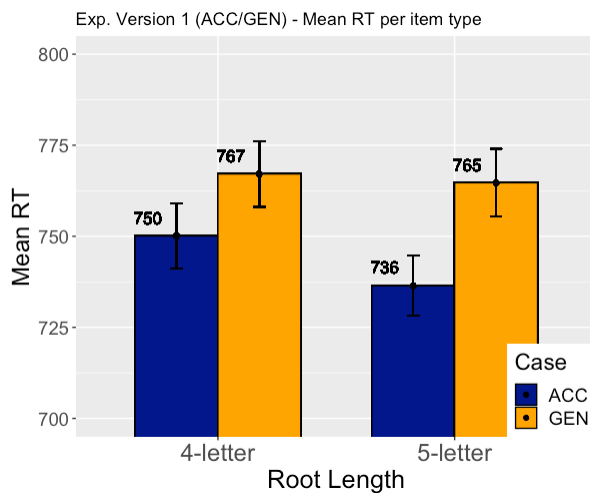 Exp. Version 1 (ACC/GEN) - Mean RT per item type
Mean RT
800
775
750
725
700
750
767
736
765
4-letter
5-letter
Root Length
Case
ACC
GEN